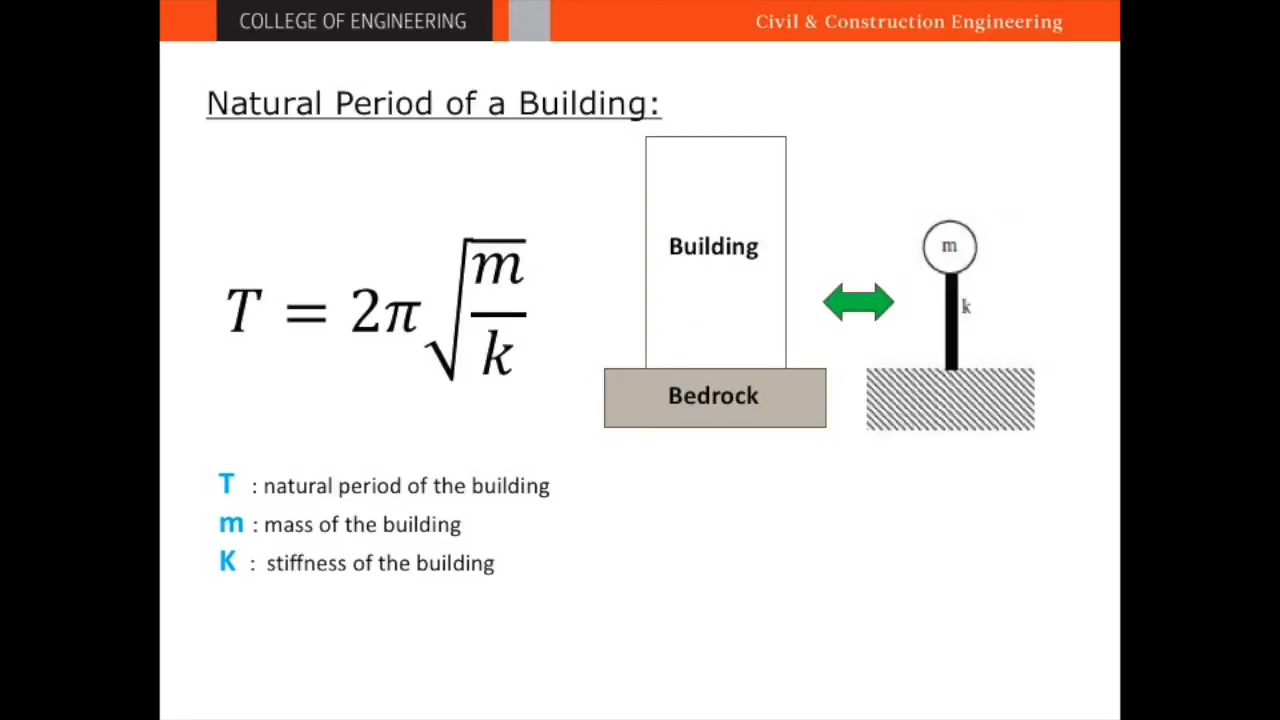 COLLEGE OF ENGINEERING
Civil & Construction Engineering
Natural Period of a Building:
T = 2π√(m/k)
Building
Bedrock
m
k
T : natural period of the building
m : mass of the building
K : stiffness of the building